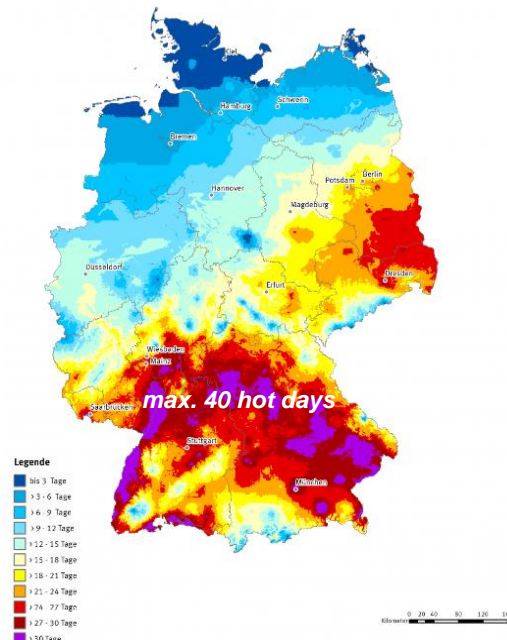 Kiel
Hamburg
Schwerin
Bremen
Hannover
Potsdam
Berlin
Magdeburg
Düsseldorf
Erfurt
Dresden
Wiesbaden
Mainz
max. 40 hot days
Saarbrücken
Stuttgart
München
Legende
bis 3 Tage
>3 - 6 Tage
>6 - 9 Tage
>9 - 12 Tage
>12 - 15 Tage
>15 - 18 Tage
>18 - 21 Tage
>21 - 24 Tage
>24 - 27 Tage
>27 - 30 Tage
>30 Tage
Kilometer 0 20 40 80 120 160